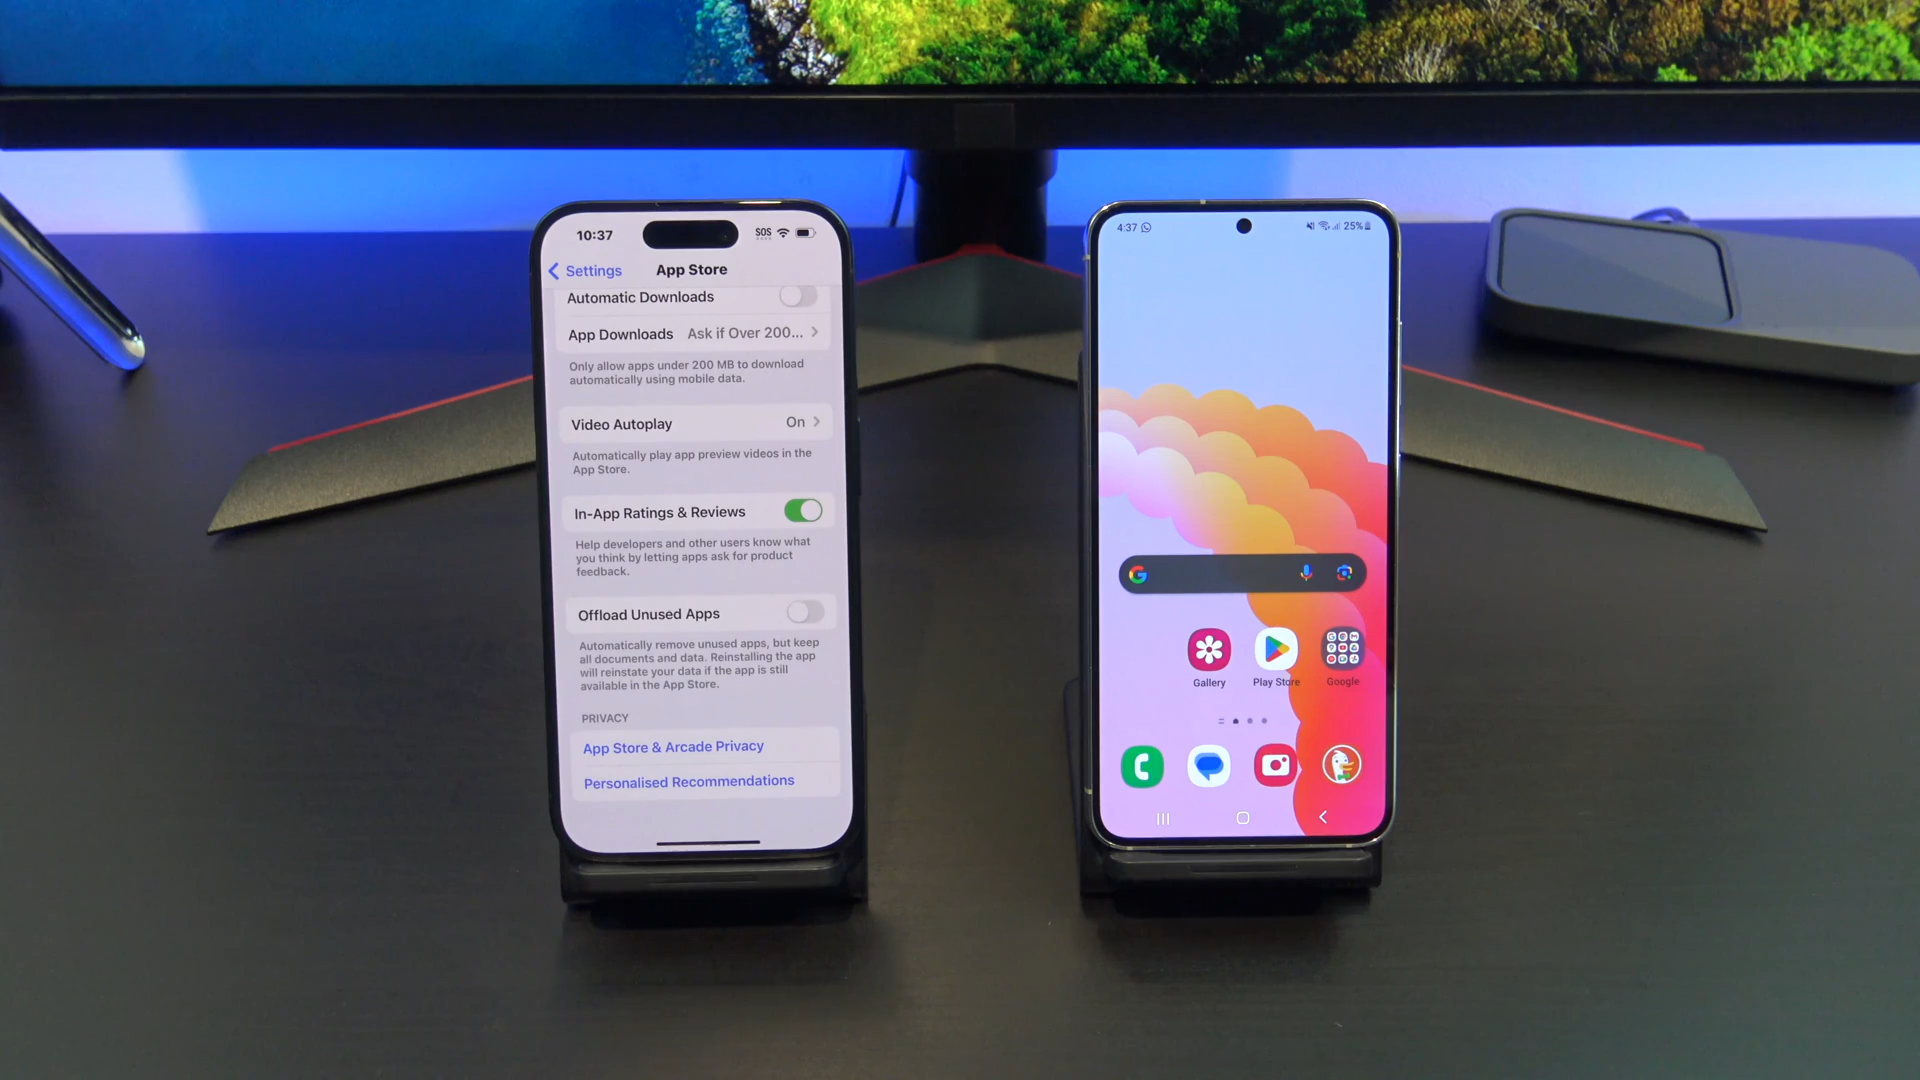 10:37
SOS
Settings
App Store
Automatic Downloads
App Downloads Ask if Over 200...
Only allow apps under 200 MB to download
automatically using mobile data.
Video Autoplay On
Automatically play app preview videos in the
App Store.
In-App Ratings & Reviews
Help developers and other users know what
you think by letting apps ask for product
feedback.
Offload Unused Apps
Automatically remove unused apps, but keep
all documents and data. Reinstalling the app
will reinstate your data if the app is still
available in the App Store.
PRIVACY
App Store & Arcade Privacy
Personalised Recommendations
4:37
25%
G
Gallery
Play Store
Google